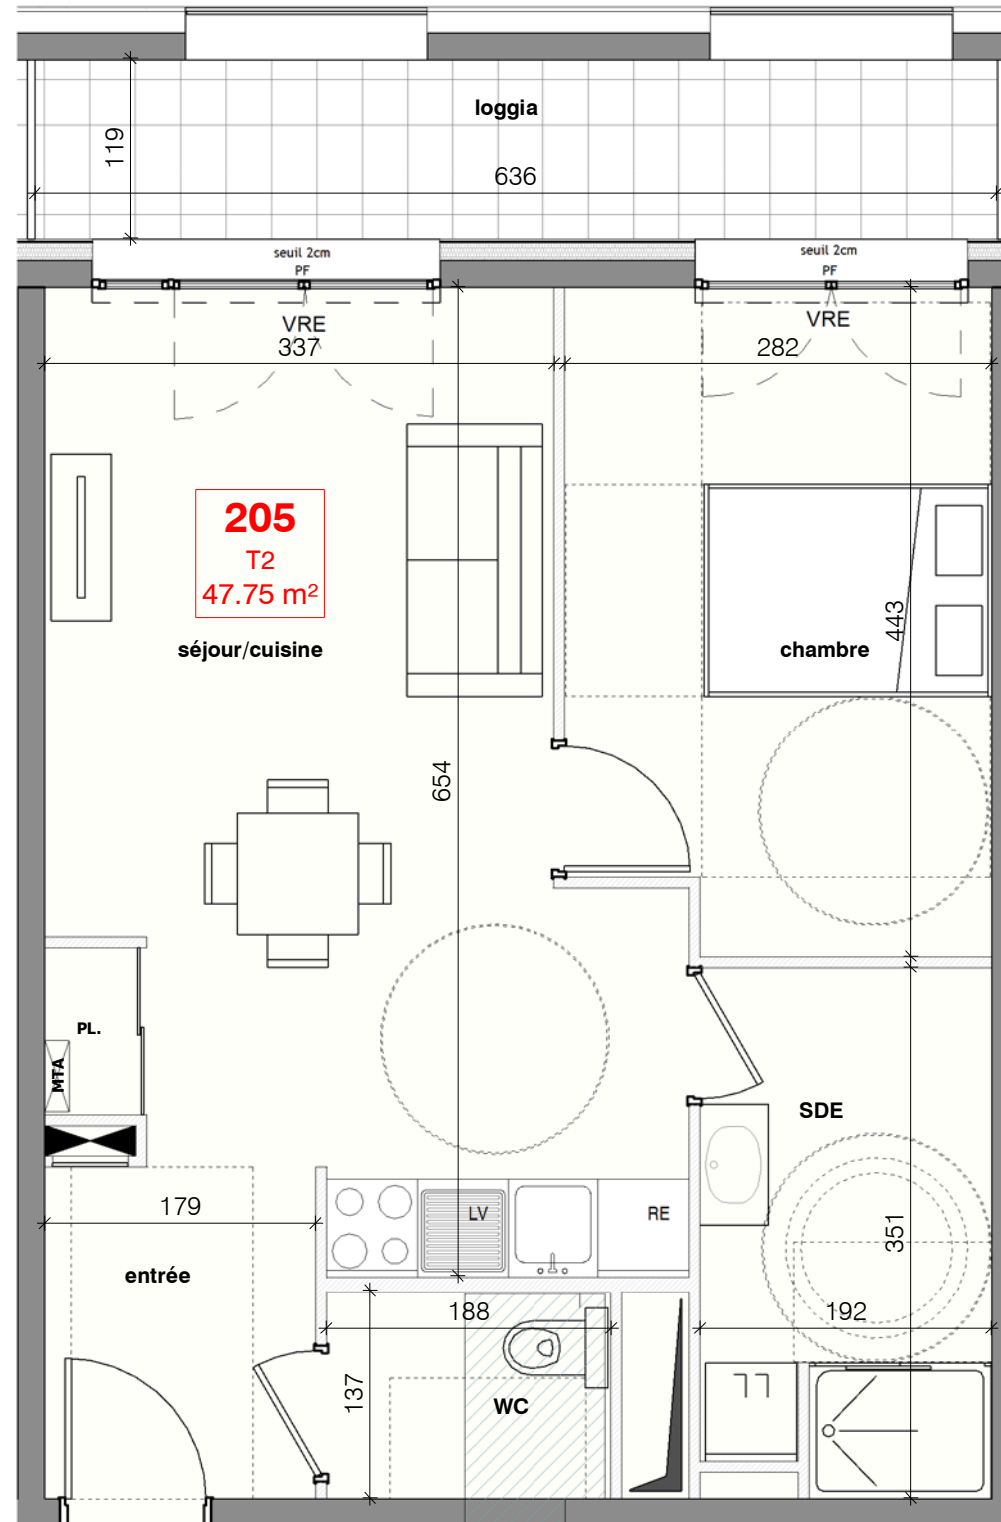 loggia
119
636
seuil 2cm
PF
VRE
seuil 2cm
PF
VRE
337
282
205
T2
47.75 m²
séjour/cuisine
443
chambre
654
PL.
MTA
SDE
179
LV
RE
351
entrée
188
192
137
WC